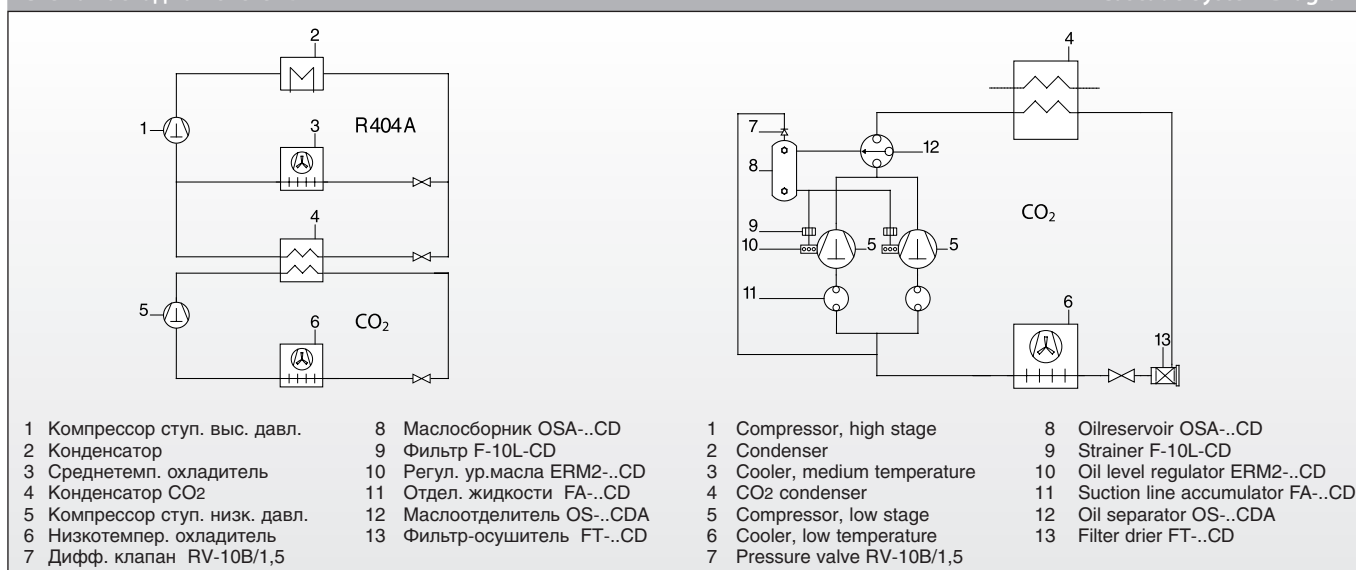 2
1
3
R404A
4
5
6
CO2
4
7
12
8
CO2
9
10
5
5
11
6
13
1 Компрессор ступ. выс. давл.
2 Конденсатор
3 Среднетемп. охладитель
4 Конденсатор CO2
5 Компрессор ступ. низк. давл.
6 Низкотемпер. охладитель
7 Дифф. клапан RV-10B/1,5
8 Маслосборник OSA-..CD
9 Фильтр F-10L-CD
10 Регул. ур.масла ERM2-..CD
11 Отдел. жидкости FA-..CD
12 Маслоотделитель OS-..CDA
13 Фильтр-осушитель FT-..CD
1 Compressor, high stage
2 Condenser
3 Cooler, medium temperature
4 CO2 condenser
5 Compressor, low stage
6 Cooler, low temperature
7 Pressure valve RV-10B/1,5
8 Oilreservoir OSA-..CD
9 Strainer F-10L-CD
10 Oil level regulator ERM2-..CD
11 Suction line accumulator FA-..CD
12 Oil separator OS-..CDA
13 Filter drier FT-..CD